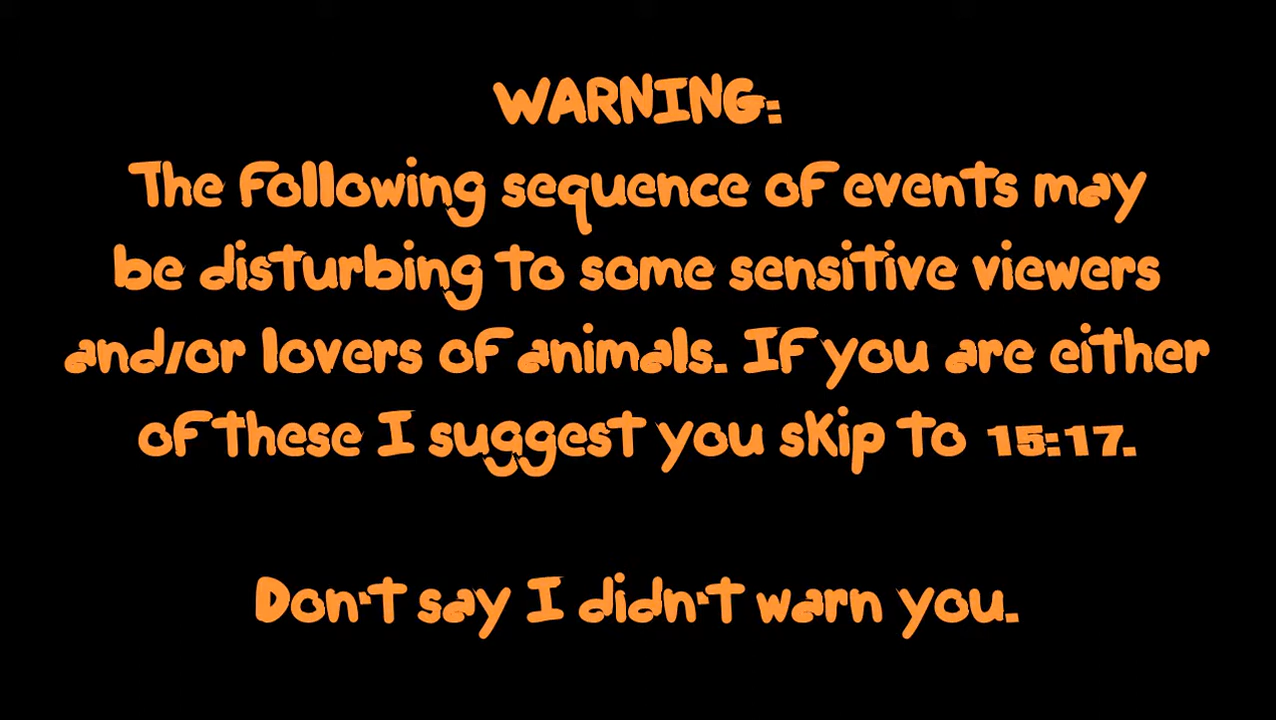 WARNING:
The following sequence of events may
be disturbing to some sensitive viewers
and/or lovers of animals. If you are either
of these I suggest you skip to 15:17.
Don't say I didn't warn you.